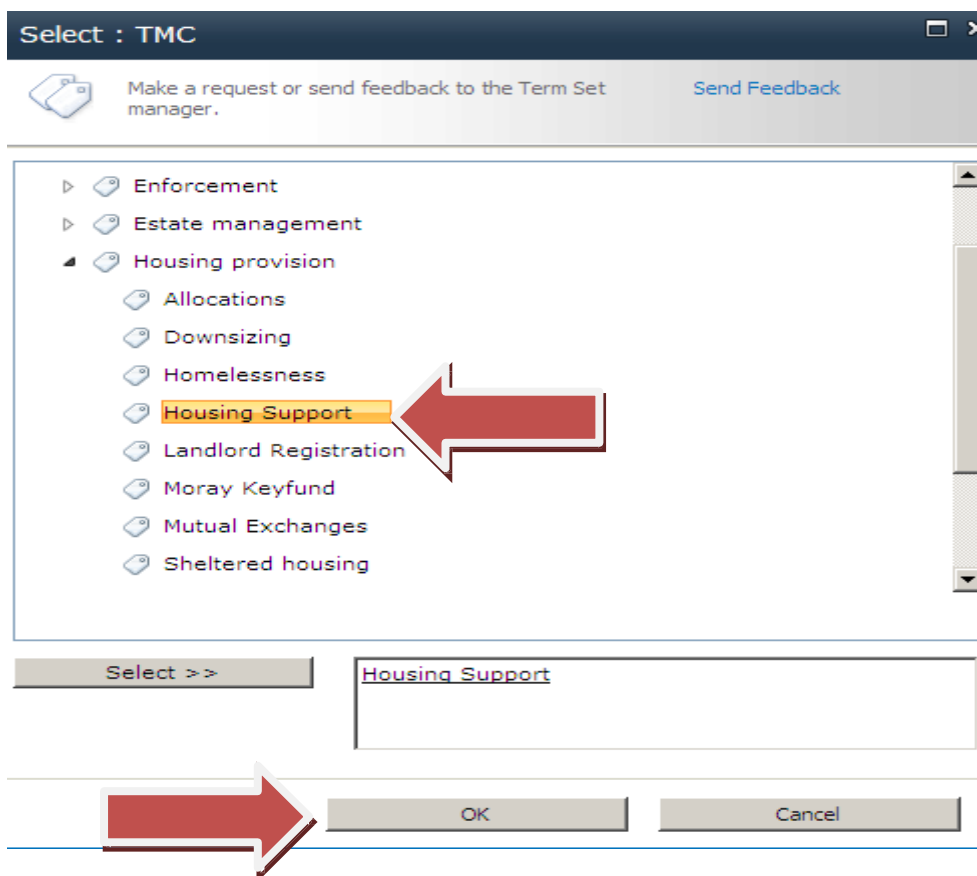 Select : TMC
Make a request or send feedback to the Term Set
manager.
Send Feedback
Enforcement
Estate management
Housing provision
Allocations
Downsizing
Homelessness
Housing Support
Landlord Registration
Moray Keyfund
Mutual Exchanges
Sheltered housing
Select >>
Housing Support
OK
Cancel